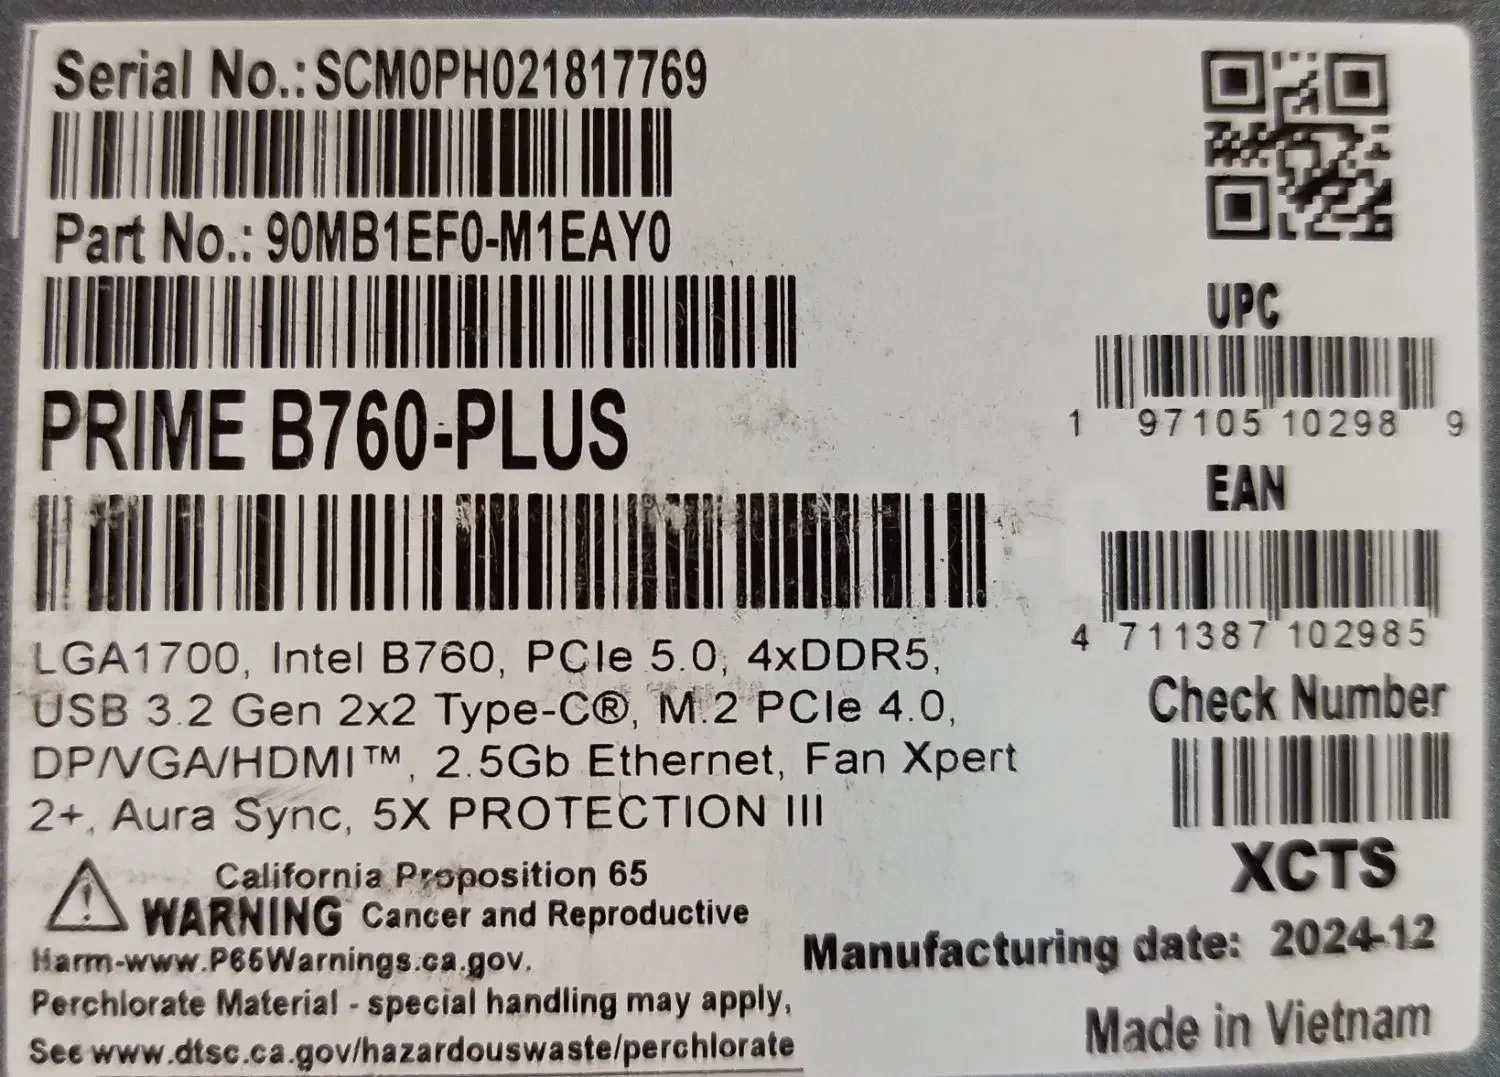 Serial No.: SCM0PH021817769
Part No.: 90MB1EF0-M1EAY0
PRIME B760-PLUS
LGA1700, Intel B760, PCIe 5.0, 4xDDR5,
USB 3.2 Gen 2x2 Type-C®, M.2 PCIe 4.0,
DP/VGA/HDMI™, 2.5Gb Ethernet, Fan Xpert
2+, Aura Sync, 5X PROTECTION III
California Proposition 65
WARNING Cancer and Reproductive
Harm-www.P65Warnings.ca.gov.
Perchlorate Material - special handling may apply,
See www.dtsc.ca.gov/hazardouswaste/perchlorate
UPC
1 97105 10298 9
EAN
4 711387 102985
Check Number
XCTS
Manufacturing date: 2024-12
Made in Vietnam